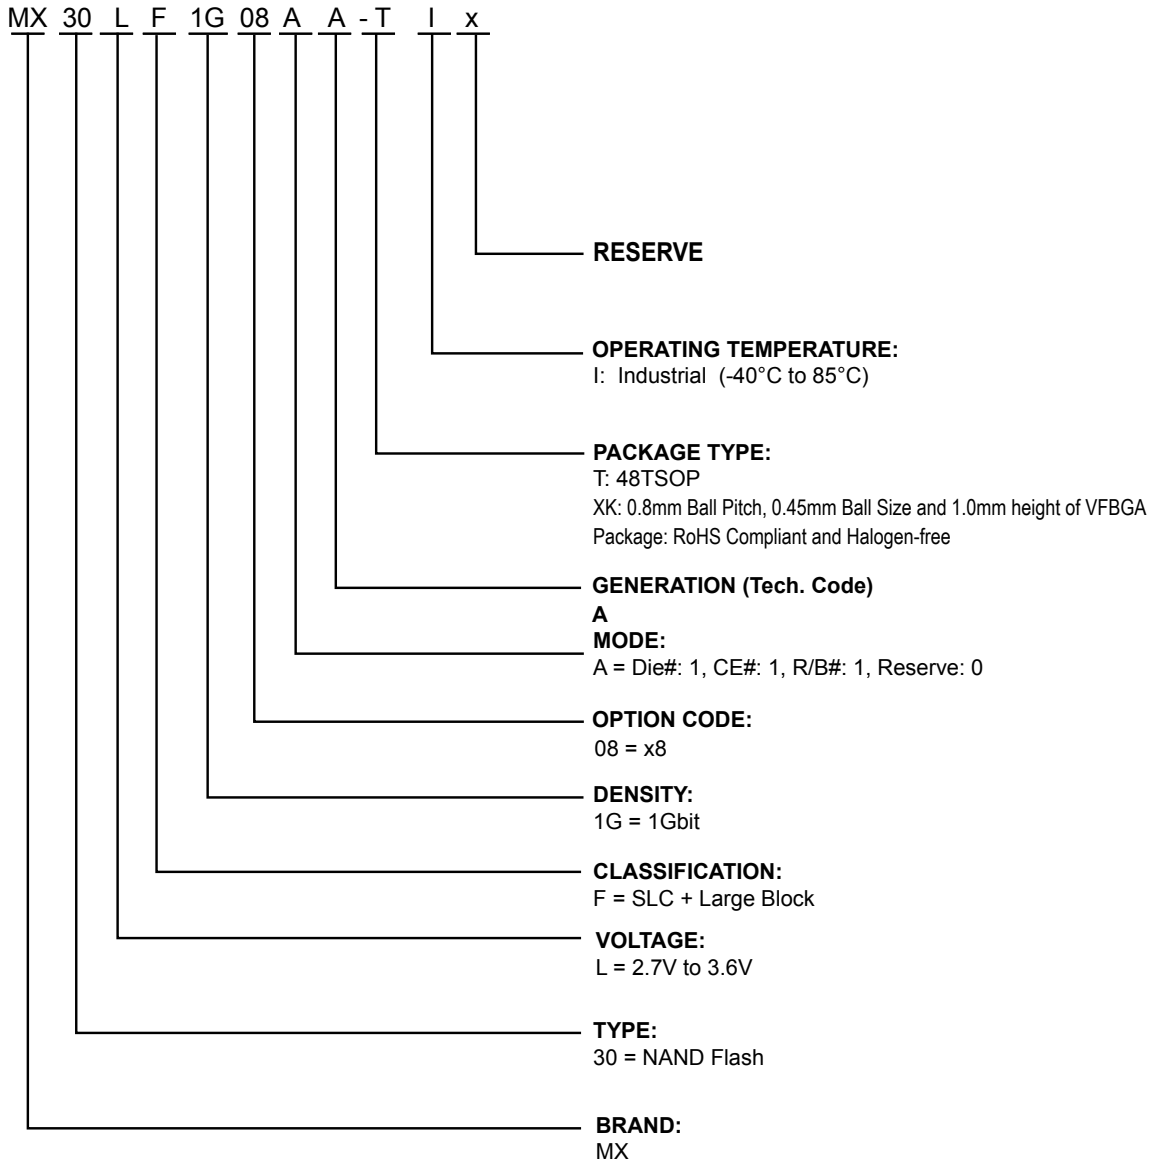 MX 30 L F 1G 08 A A - T I x
RESERVE
OPERATING TEMPERATURE:
I: Industrial (-40°C to 85°C)
PACKAGE TYPE:
T: 48TSOP
XK: 0.8mm Ball Pitch, 0.45mm Ball Size and 1.0mm height of VFBGA
Package: RoHS Compliant and Halogen-free
GENERATION (Tech. Code)
A
MODE:
A = Die#: 1, CE#: 1, R/B#: 1, Reserve: 0
OPTION CODE:
08 = x8
DENSITY:
1G = 1Gbit
CLASSIFICATION:
F = SLC + Large Block
VOLTAGE:
L = 2.7V to 3.6V
TYPE:
30 = NAND Flash
BRAND:
MX